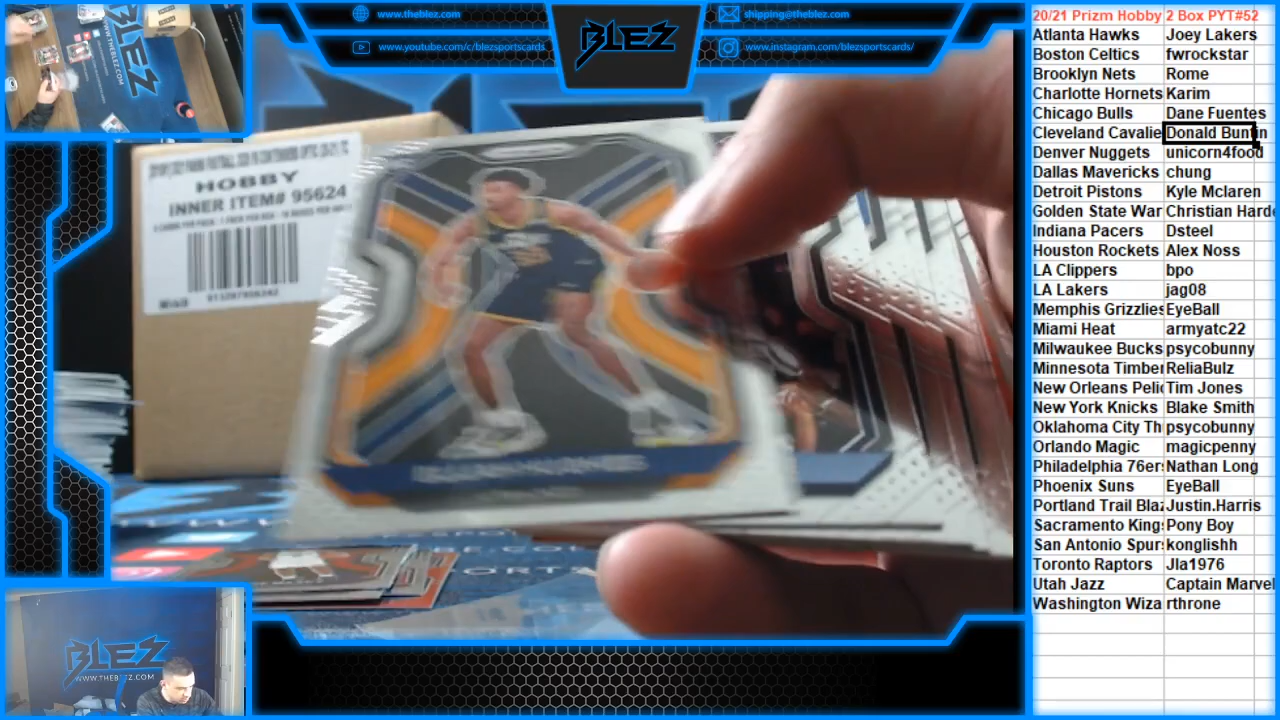 www.theblez.com
shipping@theblez.com
www.youtube.com/c/blezsportscards
www.instagram.com/blezsportscards/
BLEZ
HOBBY
INNER ITEM# 95624
BLEZ
BLEZ
WWW.THEBLEZ.COM
20/21 Prizm Hobby 2 Box PYT#52
Atlanta Hawks Joey Lakers
Boston Celtics fwrockstar
Brooklyn Nets Rome
Charlotte Hornets Karim
Chicago Bulls Dane Fuentes
Cleveland Cavalie Donald Buntin
Denver Nuggets unicorn4food
Dallas Mavericks chung
Detroit Pistons Kyle Mclaren
Golden State War Christian Hard
Indiana Pacers Dsteel
Houston Rockets Alex Noss
LA Clippers bpo
LA Lakers jag08
Memphis Grizzlies EyeBall
Miami Heat armyatc22
Milwaukee Bucks psycobunny
Minnesota Timber ReliaBulz
New Orleans Peli Tim Jones
New York Knicks Blake Smith
Oklahoma City Th psycobunny
Orlando Magic magicpenny
Philadelphia 76er Nathan Long
Phoenix Suns EyeBall
Portland Trail Blaz Justin.Harris
Sacramento King Pony Boy
San Antonio Spur konglishh
Toronto Raptors Jla1976
Utah Jazz Captain Marvel
Washington Wiza rthrone